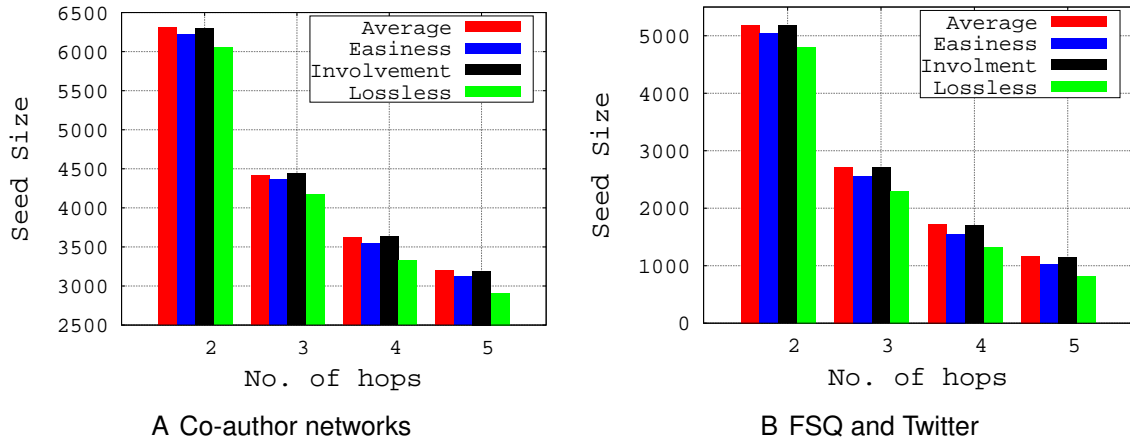 6500
6000
5500
5000
4500
4000
3500
3000
2500
Seed Size
Average
Easiness
Involvement
Lossless
2 3 4 5
No. of hops
A Co-author networks
5000
4000
3000
2000
1000
0
Seed Size
Average
Easiness
Involment
Lossless
2 3 4 5
No. of hops
B FSQ and Twitter